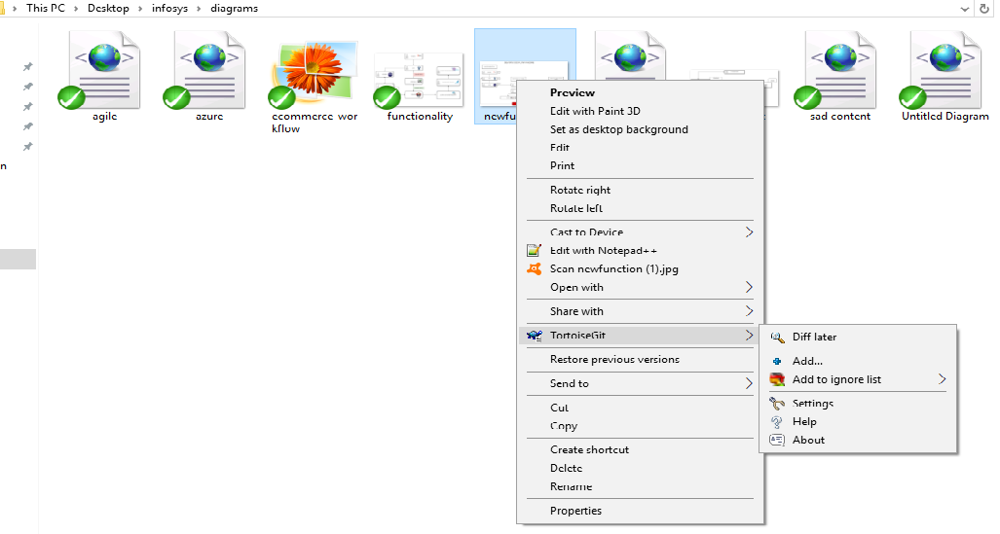 This PC
Desktop
infosys
diagrams
agile
azure
ecommerce-wor
kflow
functionality
sad content
Untitled Diagram
n
Preview
Edit with Paint 3D
Set as desktop background
Edit
Print
Rotate right
Rotate left
Cast to Device
Edit with Notepad++
Scan newfunction (1).jpg
Open with
Share with
TortoiseGit
Restore previous versions
Send to
Cut
Copy
Create shortcut
Delete
Rename
Properties
Diff later
Add...
Add to ignore list
Settings
Help
About